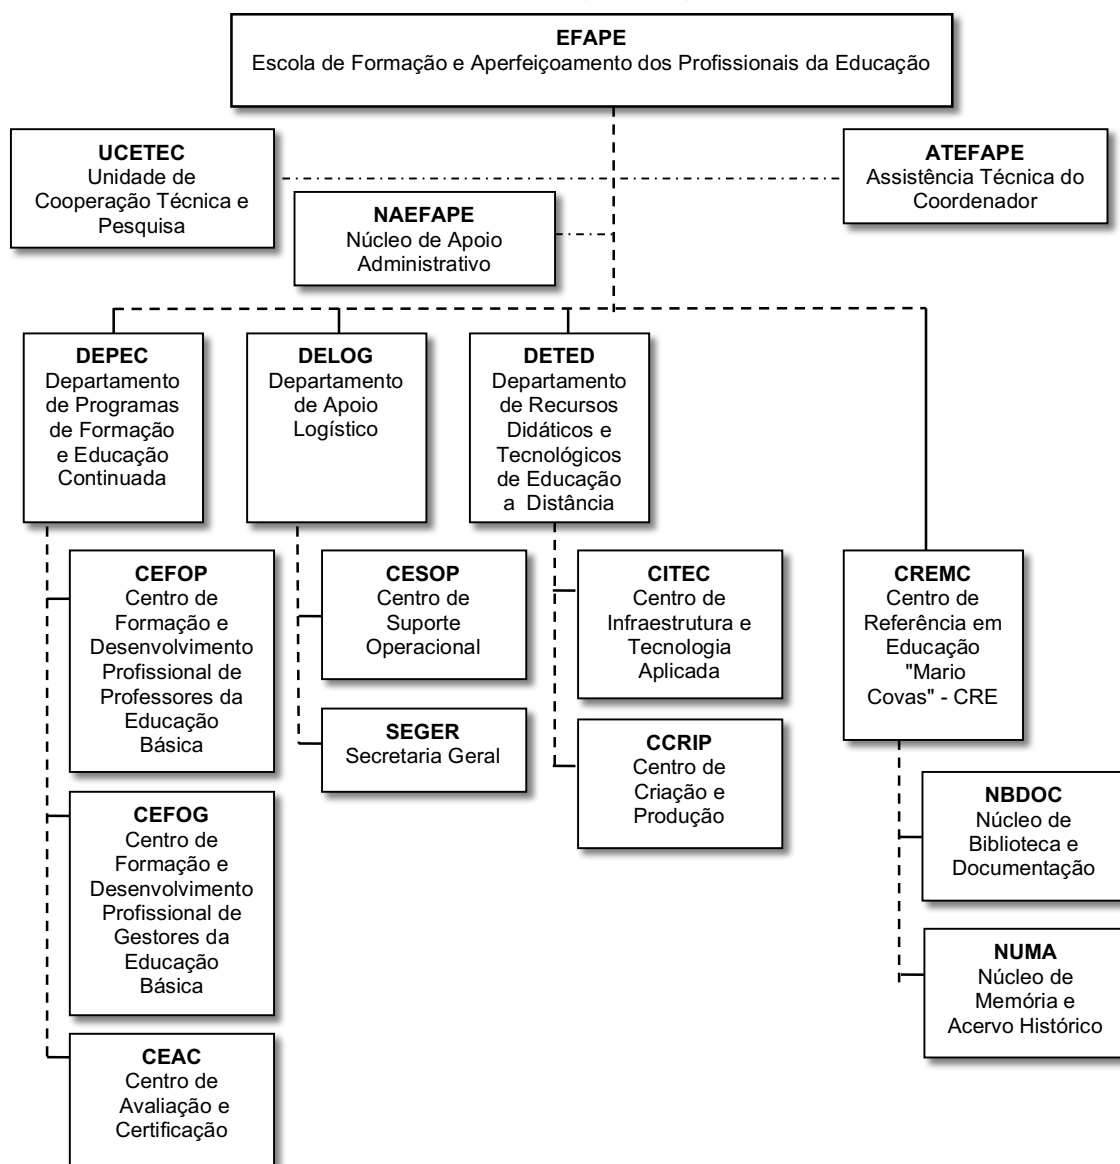 EFAPE
Escola de Formação e Aperfeiçoamento dos Profissionais da Educação
UCETEC
Unidade de
Cooperação Técnica e
Pesquisa
ATEFAPE
Assistência Técnica do
Coordenador
NAEFAPE
Núcleo de Apoio
Administrativo
DEPEC
Departamento
de Programas
de Formação
e Educação
Continuada
DELOG
Departamento
de Apoio
Logístico
DETED
Departamento
de Recursos
Didáticos e
Tecnológicos
de Educação
a Distância
CEFOP
Centro de
Formação e
Desenvolvimento
Profissional de
Professores da
Educação
Básica
CESOP
Centro de
Suporte
Operacional
CITEC
Centro de
Infraestrutura e
Tecnologia
Aplicada
CREMC
Centro de
Referência em
Educação
"Mario
Covas" - CRE
SEGER
Secretaria Geral
CCRIP
Centro de
Criação e
Produção
NBDOC
Núcleo de
Biblioteca e
Documentação
CEFOG
Centro de
Formação e
Desenvolvimento
Profissional de
Gestores da
Educação
Básica
NUMA
Núcleo de
Memória e
Acervo Histórico
CEAC
Centro de
Avaliação e
Certificação